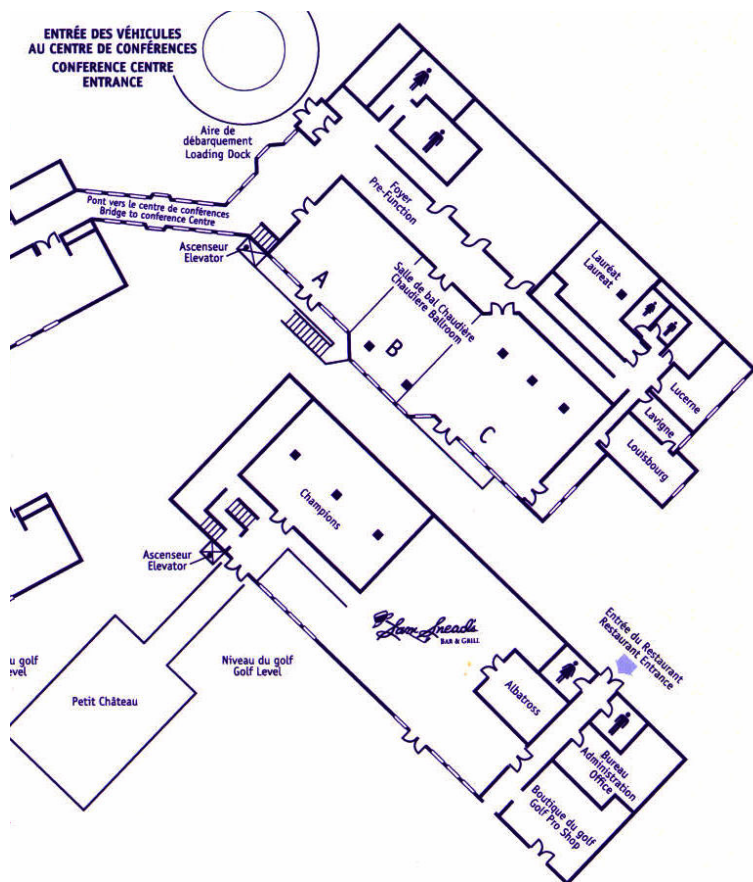 ENTRÉE DES VÉHICULES
AU CENTRE DE CONFÉRENCES
CONFERENCE CENTRE
ENTRANCE
Aire de
débarquement
Loading Dock
Pont vers le centre de conférences
Bridge to conference Centre
Ascenseur
Elevator
Foyer
Pre-Function
A
Salle de bal Chaudière
Chaudiere Ballroom
B
C
Lauréat
Laureat
Lucerne
Lavigne
Louisbourg
Champions
Ascenseur
Elevator
Sam Snead's
BAR & GRILL
Entrée du Restaurant
Restaurant Entrance
u golf
evel
Niveau du golf
Golf Level
Petit Château
Albatross
Bureau
Administration
Office
Boutique du golf
Golf Pro Shop